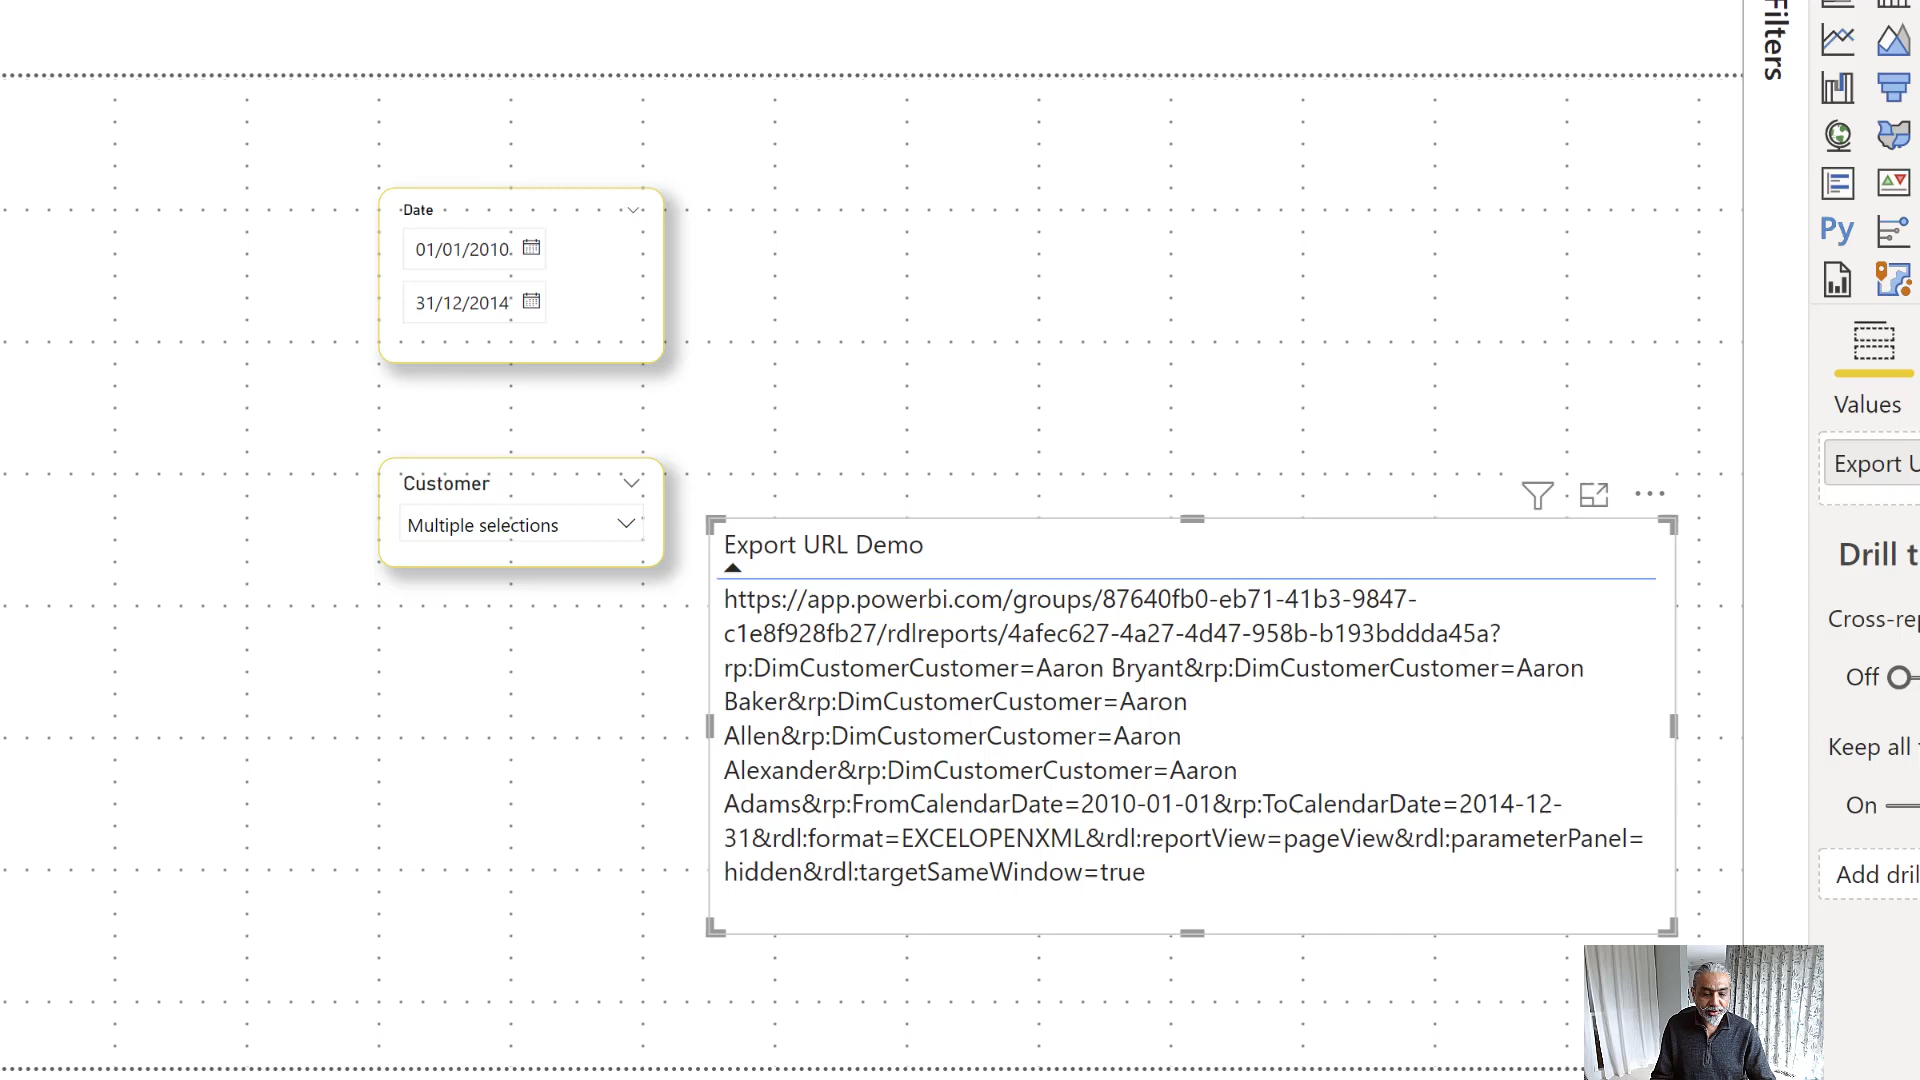 Filters
Date
01/01/2010
31/12/2014
Customer
Multiple selections
Export URL Demo
https://app.powerbi.com/groups/87640fb0-eb71-41b3-9847-
c1e8f928fb27/rdlreports/4afec627-4a27-4d47-958b-b193bddda45a?
rp:DimCustomerCustomer=Aaron Bryant&rp:DimCustomerCustomer=Aaron
Baker&rp:DimCustomerCustomer=Aaron
Allen&rp:DimCustomerCustomer=Aaron
Alexander&rp:DimCustomerCustomer=Aaron
Adams&rp:FromCalendarDate=2010-01-01&rp:ToCalendarDate=2014-12-
31&rdl:format=EXCELOPENXML&rdl:reportView=pageView&rdl:parameterPanel=
hidden&rdl:targetSameWindow=true
Py
Values
Export U
Drill t
Cross-rep
Off
Keep all
On
Add dril